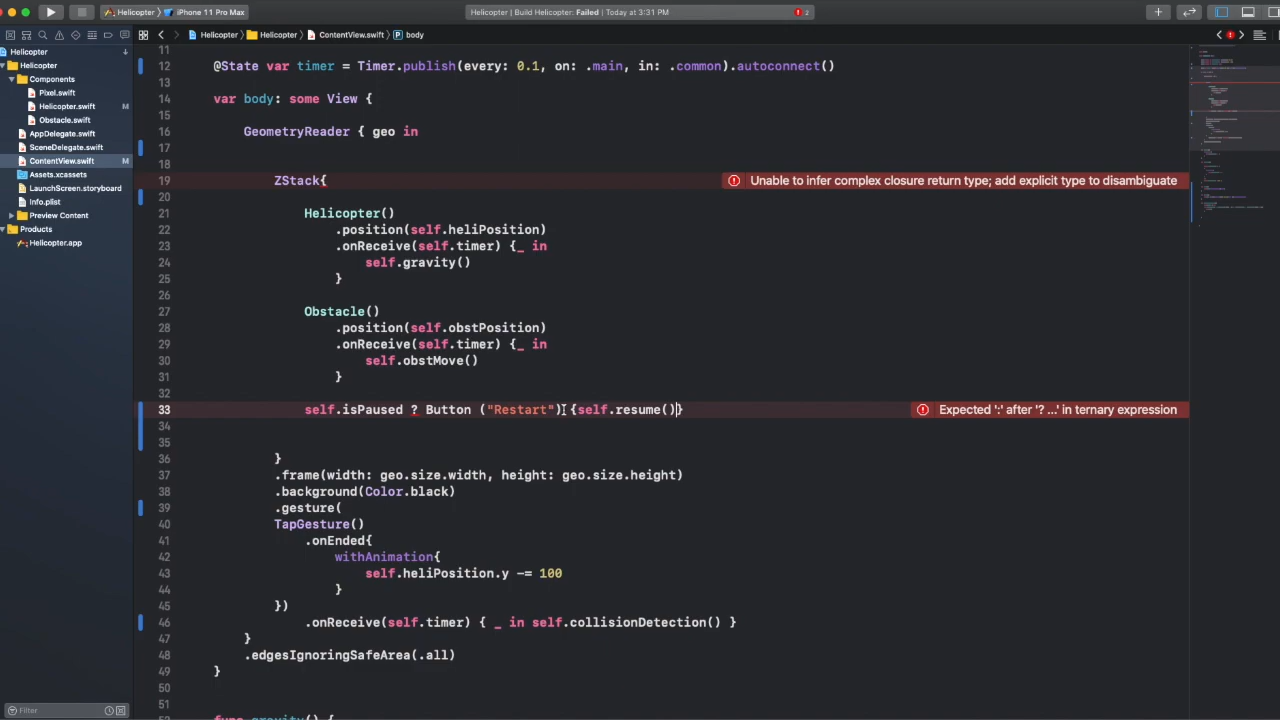 Helicopter
iPhone 11 Pro Max
Helicopter | Build Helicopter: Failed | Today at 3:31 PM
2
Helicopter
Helicopter
ContentView.swift
body
Helicopter
Helicopter
Components
Pixel.swift
Helicopter.swift M
Obstacle.swift
AppDelegate.swift
SceneDelegate.swift
ContentView.swift M
Assets.xcassets
LaunchScreen.storyboard
Info.plist
Preview Content
Products
Helicopter.app
Filter
11
12 @State var timer = Timer.publish(every: 0.1, on: .main, in: .common).autoconnect()
13
14 var body: some View {
15
16 GeometryReader { geo in
17
18
19 ZStack{ Unable to infer complex closure return type; add explicit type to disambiguate
20
21 Helicopter()
22 .position(self.heliPosition)
23 .onReceive(self.timer) {_ in
24 self.gravity()
25 }
26
27 Obstacle()
28 .position(self.obstPosition)
29 .onReceive(self.timer) {_ in
30 self.obstMove()
31 }
32
33 self.isPaused ? Button ("Restart") {self.resume()} Expected ':' after '? ...' in ternary expression
34
35
36 }
37 .frame(width: geo.size.width, height: geo.size.height)
38 .background(Color.black)
39 .gesture(
40 TapGesture()
41 .onEnded{
42 withAnimation{
43 self.heliPosition.y -= 100
44 }
45 })
46 .onReceive(self.timer) { _ in self.collisionDetection() }
47 }
48 .edgesIgnoringSafeArea(.all)
49 }
50
51
52 func gravity() {